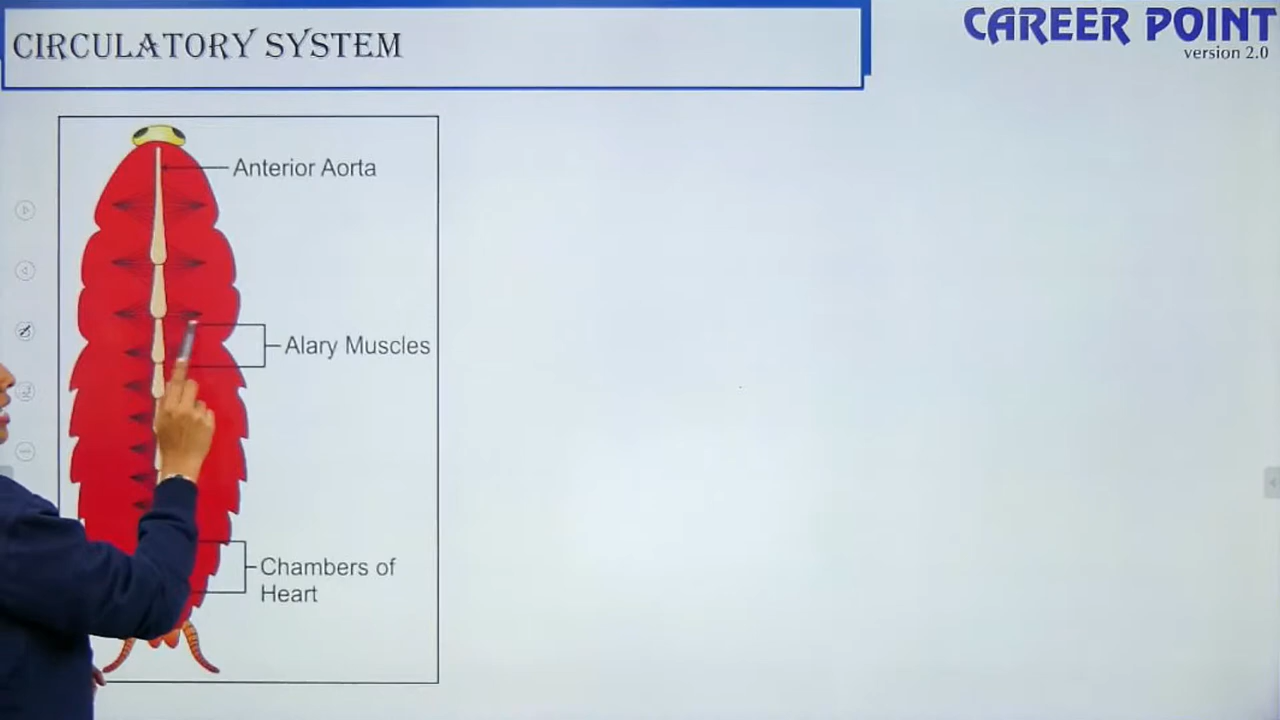 CIRCULATORY SYSTEM
CAREER POINT
version 2.0
Anterior Aorta
Alary Muscles
Chambers of
Heart